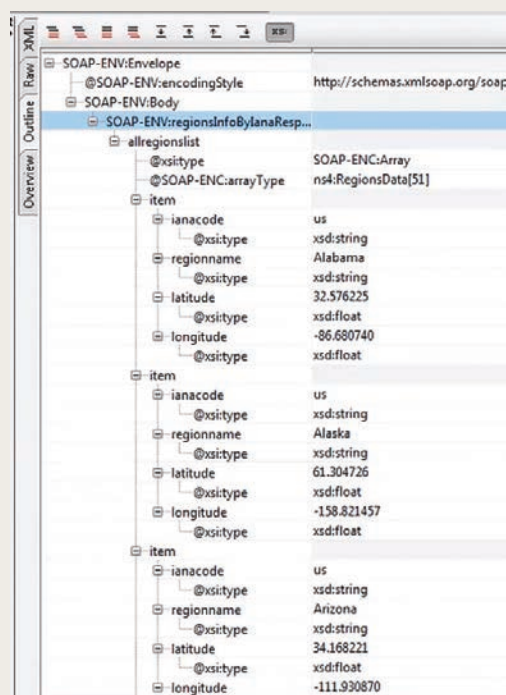 XML
Raw
Outline
Overview
XSI
SOAP-ENV:Envelope
@SOAP-ENV:encodingStyle http://schemas.xmlsoap.org/soap
SOAP-ENV:Body
SOAP-ENV:regionsInfoByIanaResp...
allregionslist
@xsi:type SOAP-ENC:Array
@SOAP-ENC:arrayType ns4:RegionsData[51]
item
ianacode us
@xsi:type xsd:string
regionname Alabama
@xsi:type xsd:string
latitude 32.576225
@xsi:type xsd:float
longitude -86.680740
@xsi:type xsd:float
item
ianacode us
@xsi:type xsd:string
regionname Alaska
@xsi:type xsd:string
latitude 61.304726
@xsi:type xsd:float
longitude -158.821457
@xsi:type xsd:float
item
ianacode us
@xsi:type xsd:string
regionname Arizona
@xsi:type xsd:string
latitude 34.168221
@xsi:type xsd:float
longitude -111.930870